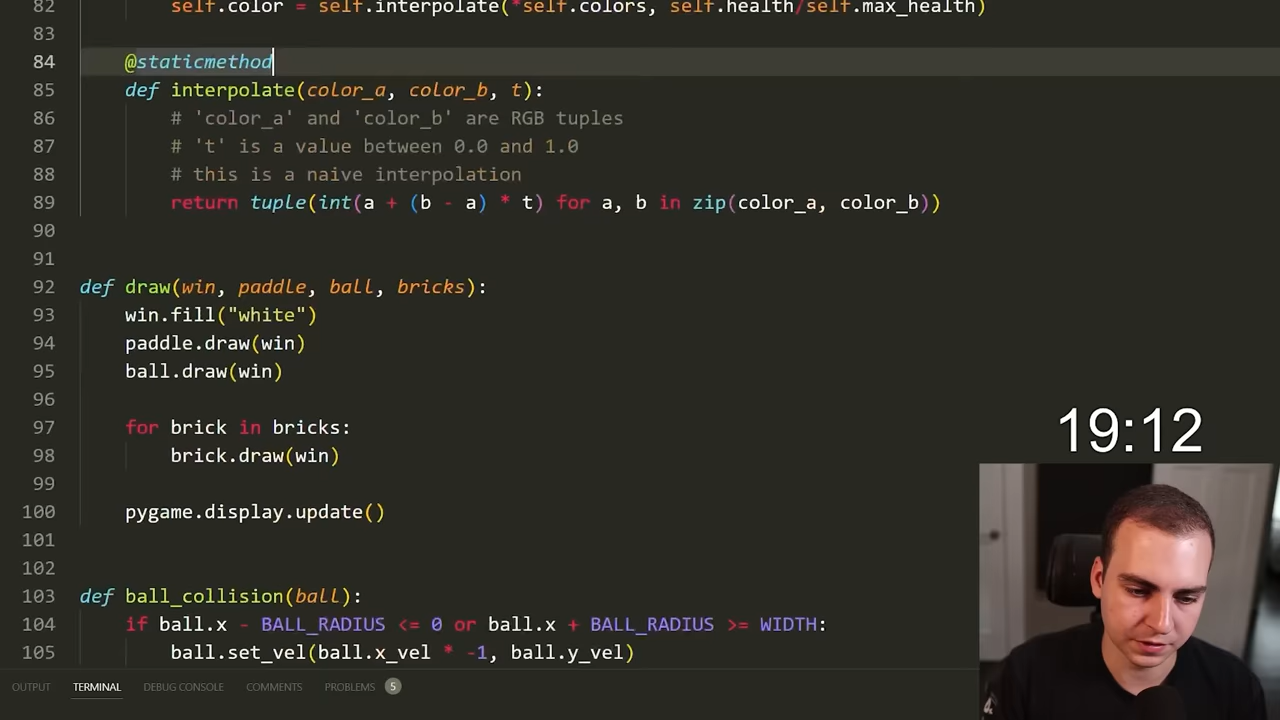 82 self.color = self.interpolate(*self.colors, self.health/self.max_health)
83
84 @staticmethod
85 def interpolate(color_a, color_b, t):
86 # 'color_a' and 'color_b' are RGB tuples
87 # 't' is a value between 0.0 and 1.0
88 # this is a naive interpolation
89 return tuple(int(a + (b - a) * t) for a, b in zip(color_a, color_b))
90
91
92 def draw(win, paddle, ball, bricks):
93 win.fill("white")
94 paddle.draw(win)
95 ball.draw(win)
96
97 for brick in bricks:
98 brick.draw(win)
99
100 pygame.display.update()
101
102
103 def ball_collision(ball):
104 if ball.x - BALL_RADIUS <= 0 or ball.x + BALL_RADIUS >= WIDTH:
105 ball.set_vel(ball.x_vel * -1, ball.y_vel)
19:12
OUTPUT TERMINAL DEBUG CONSOLE COMMENTS PROBLEMS 5